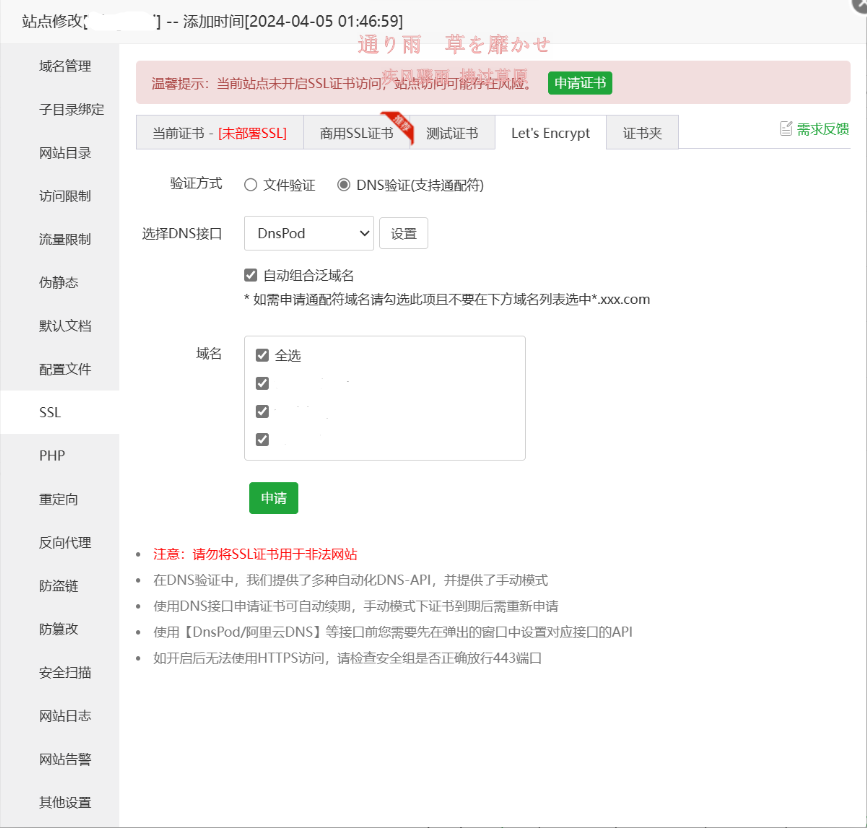 站点修改[ ] -- 添加时间[2024-04-05 01:46:59]
通り雨 草を靡かせ
域名管理
子目录绑定
网站目录
访问限制
流量限制
伪静态
默认文档
配置文件
SSL
PHP
重定向
反向代理
防盗链
防篡改
安全扫描
网站日志
网站告警
其他设置
温馨提示：当前站点未开启SSL证书访问，站点访问可能存在风险。 申请证书
当前证书 - [未部署SSL] 商用SSL证书 推荐 测试证书 Let's Encrypt 证书夹 需求反馈
验证方式 文件验证 DNS验证(支持通配符)
选择DNS接口 DnsPod 设置
自动组合泛域名
* 如需申请通配符域名请勾选此项且不要在下方域名列表选中*.xxx.com
域名 全选
申请
注意：请勿将SSL证书用于非法网站
在DNS验证中，我们提供了多种自动化DNS-API，并提供了手动模式
使用DNS接口申请证书可自动续期，手动模式下证书到期后需重新申请
使用【DnsPod/阿里云DNS】等接口前您需要先在弹出的窗口中设置对应接口的API
如开启后无法使用HTTPS访问，请检查安全组是否正确放行443端口